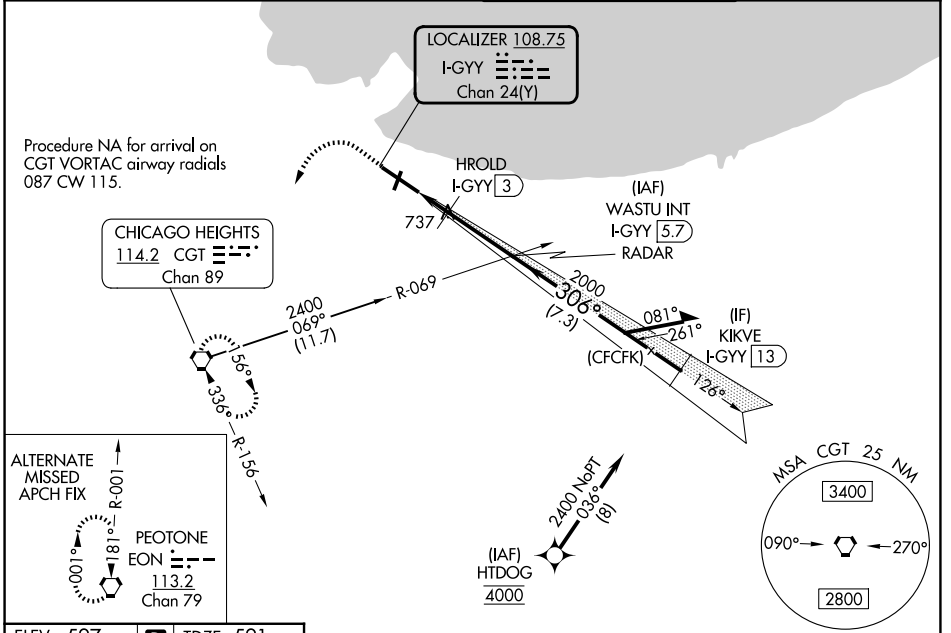 LOCALIZER 108.75
I-GYY
Chan 24(Y)
Procedure NA for arrival on
CGT VORTAC airway radials
087 CW 115.
HROLD
I-GYY 3
737
(IAF)
WASTU INT
I-GYY 5.7
RADAR
CHICAGO HEIGHTS
114.2 CGT
Chan 89
2400
069°
(11.7)
R-069
2000
306°
(7.3)
081°
261°
(IF)
KIKVE
I-GYY 13
(CFCFK)
126°
156°
336°
R-156
ALTERNATE
MISSED
APCH FIX
R-001
181°
001°
PEOTONE
EON
113.2
Chan 79
2400 NoPT
036°
(8)
(IAF)
HTDOG
4000
MSA CGT 25 NM
3400
090°
270°
2800